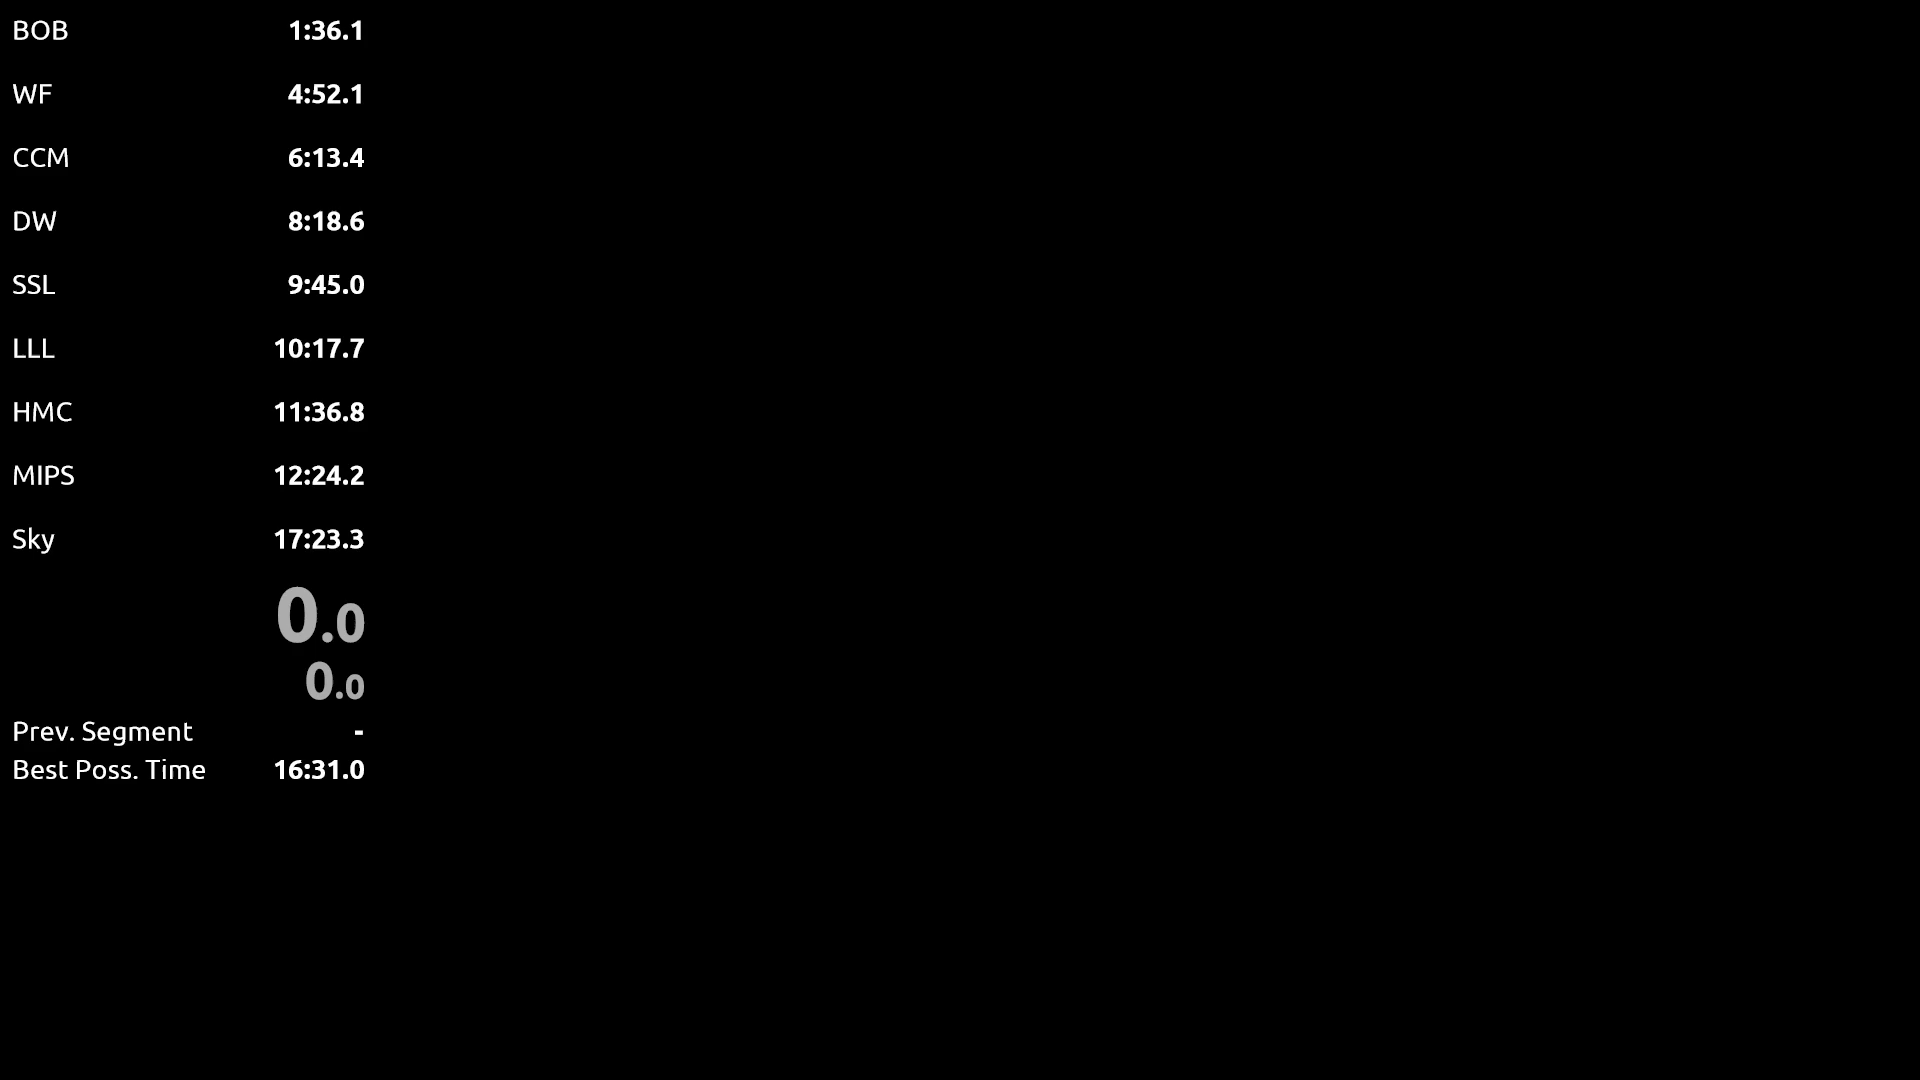 BOB 1:36.1
WF 4:52.1
CCM 6:13.4
DW 8:18.6
SSL 9:45.0
LLL 10:17.7
HMC 11:36.8
MIPS 12:24.2
Sky 17:23.3
0.0
0.0
Prev. Segment -
Best Poss. Time 16:31.0